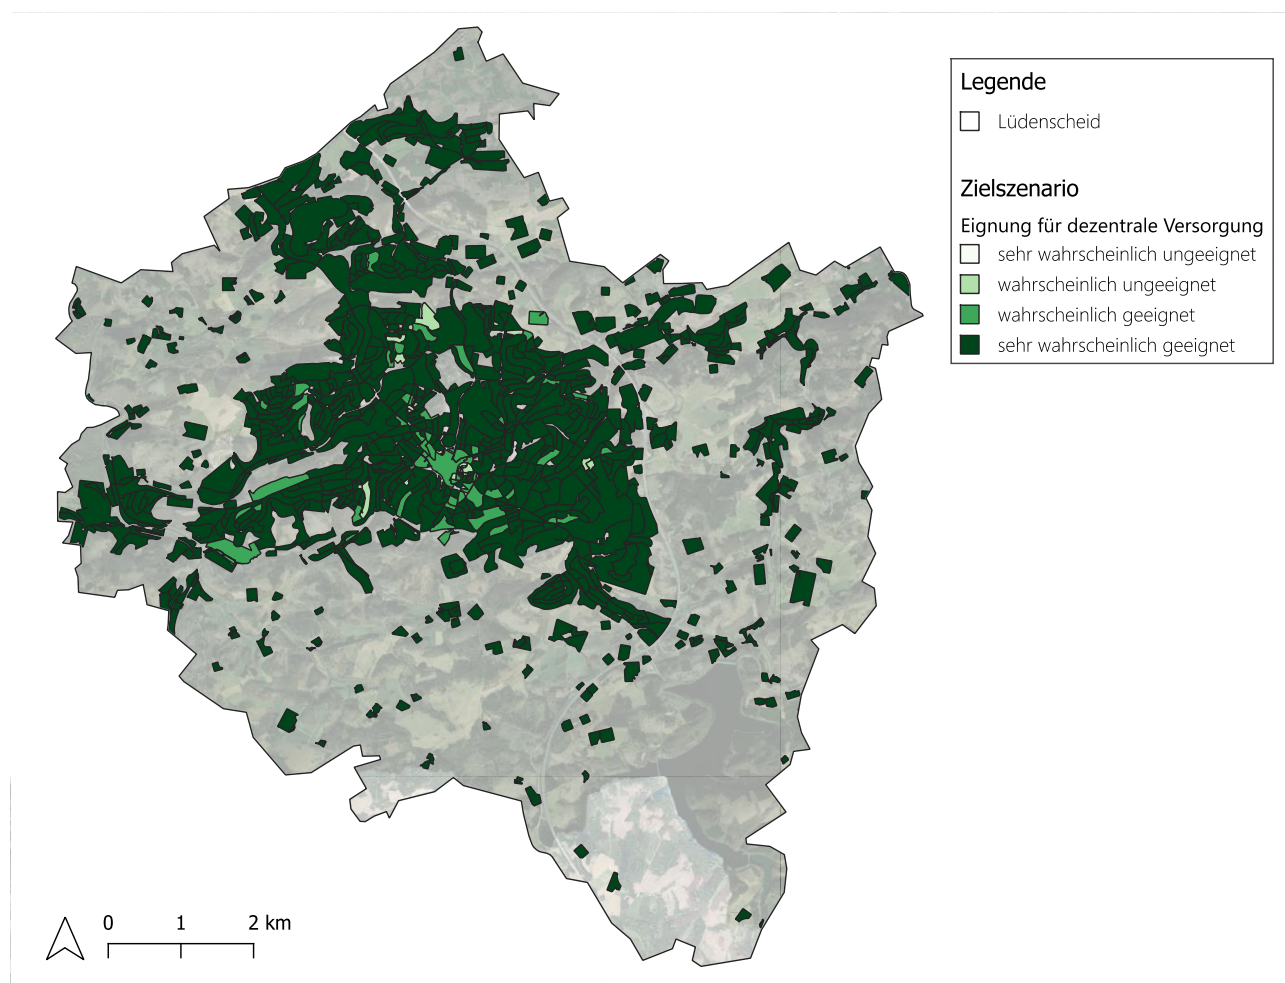 Legende
Lüdenscheid
Zielszenario
Eignung für dezentrale Versorgung
sehr wahrscheinlich ungeeignet
wahrscheinlich ungeeignet
wahrscheinlich geeignet
sehr wahrscheinlich geeignet
0 1 2 km